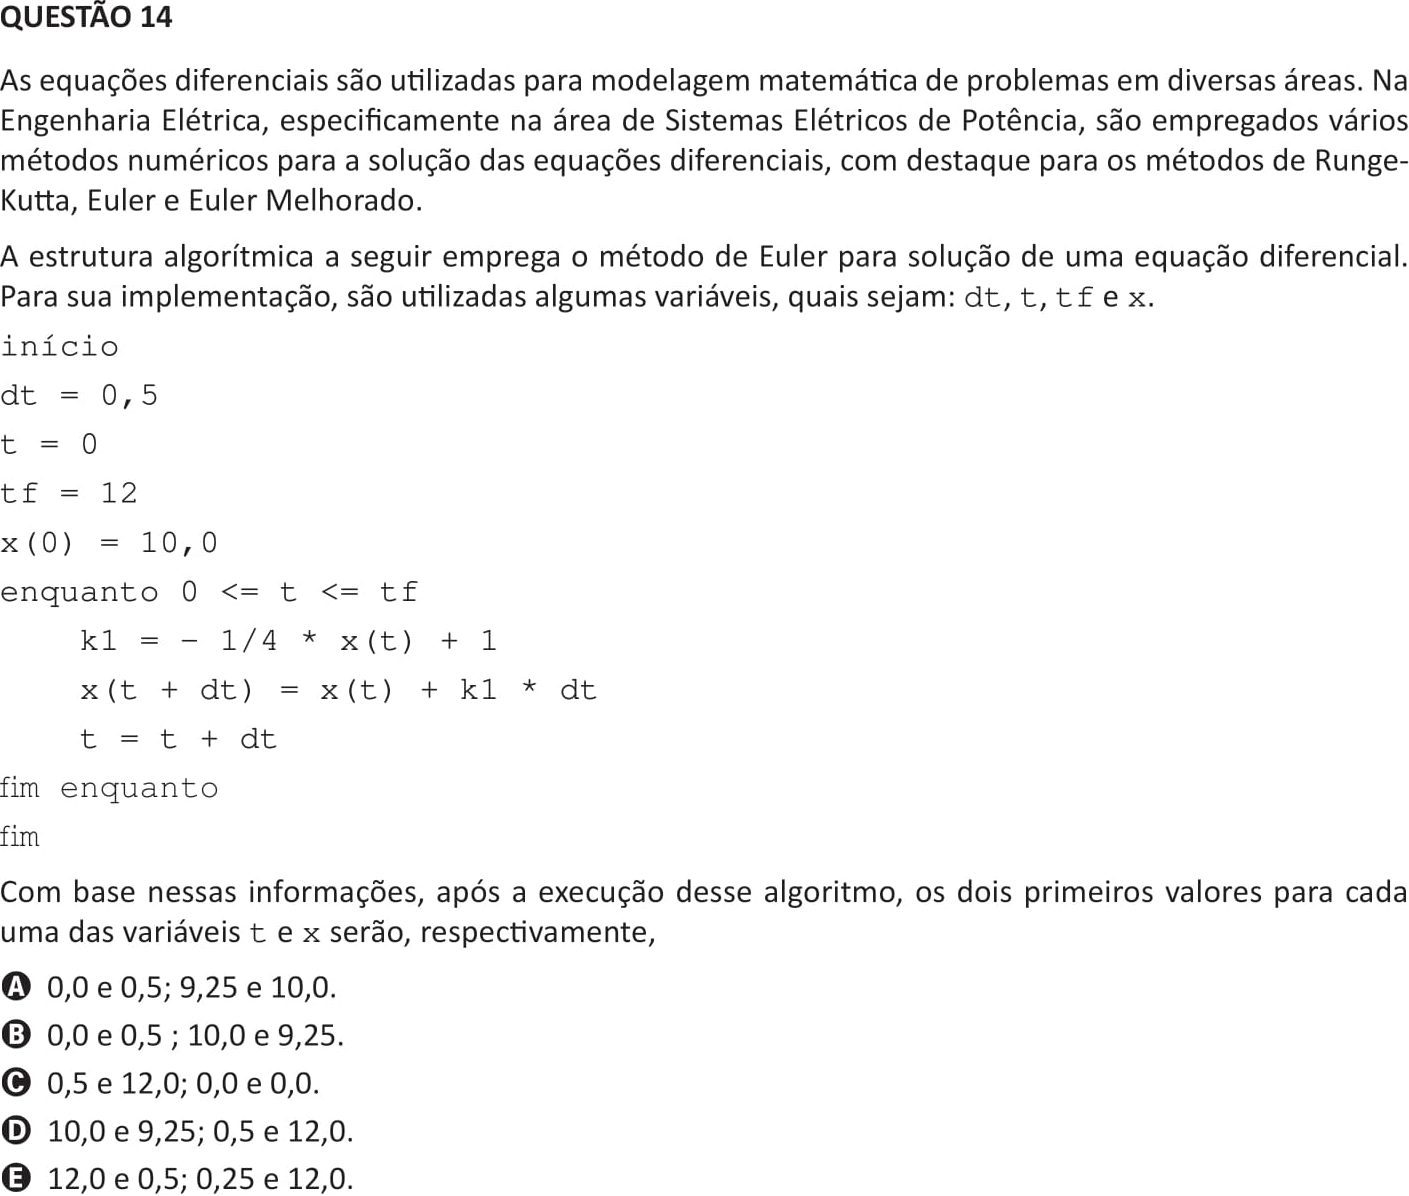 QUESTÃO 14
As equações diferenciais são utilizadas para modelagem matemática de problemas em diversas áreas. Na
Engenharia Elétrica, especificamente na área de Sistemas Elétricos de Potência, são empregados vários
métodos numéricos para a solução das equações diferenciais, com destaque para os métodos de Runge-
Kutta, Euler e Euler Melhorado.
A estrutura algorítmica a seguir emprega o método de Euler para solução de uma equação diferencial.
Para sua implementação, são utilizadas algumas variáveis, quais sejam: dt, t, tf e x.
início
dt = 0,5
t = 0
tf = 12
x(0) = 10,0
enquanto 0 <= t <= tf
k1 = - 1/4 * x(t) + 1
x(t + dt) = x(t) + k1 * dt
t = t + dt
fim enquanto
fim
Com base nessas informações, após a execução desse algoritmo, os dois primeiros valores para cada
uma das variáveis t e x serão, respectivamente,
A 0,0 e 0,5; 9,25 e 10,0.
B 0,0 e 0,5 ; 10,0 e 9,25.
C 0,5 e 12,0; 0,0 e 0,0.
D 10,0 e 9,25; 0,5 e 12,0.
E 12,0 e 0,5; 0,25 e 12,0.